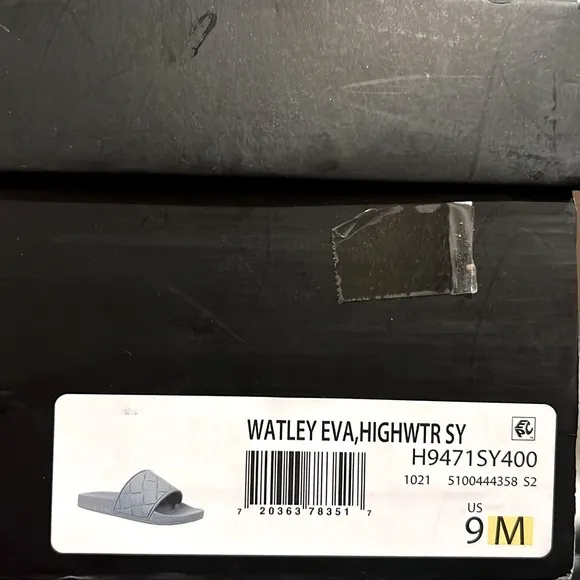 WATLEY EVA,HIGHWTR SY
H9471SY400
1021 5100444358 S2
7 20363 78351 7
US
9 M